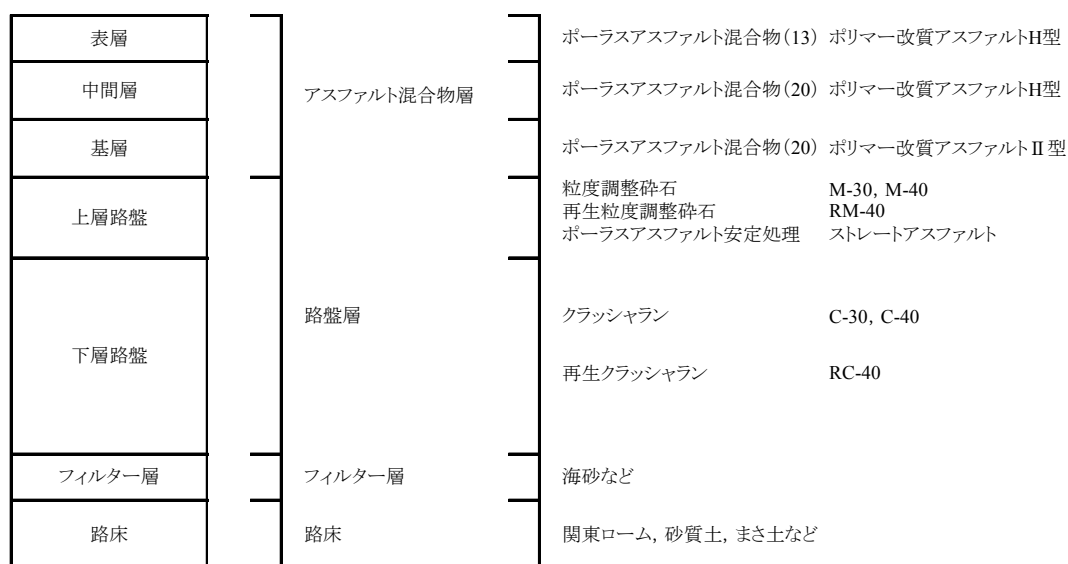 表層 ポーラスアスファルト混合物(13) ポリマー改質アスファルトH型
中間層 アスファルト混合物層 ポーラスアスファルト混合物(20) ポリマー改質アスファルトH型
基層 ポーラスアスファルト混合物(20) ポリマー改質アスファルトⅡ型
上層路盤
粒度調整砕石 M-30, M-40
再生粒度調整砕石 RM-40
ポーラスアスファルト安定処理 ストレートアスファルト
下層路盤
路盤層
クラッシャラン C-30, C-40
再生クラッシャラン RC-40
フィルター層 フィルター層 海砂など
路床 路床 関東ローム, 砂質土, まさ土など